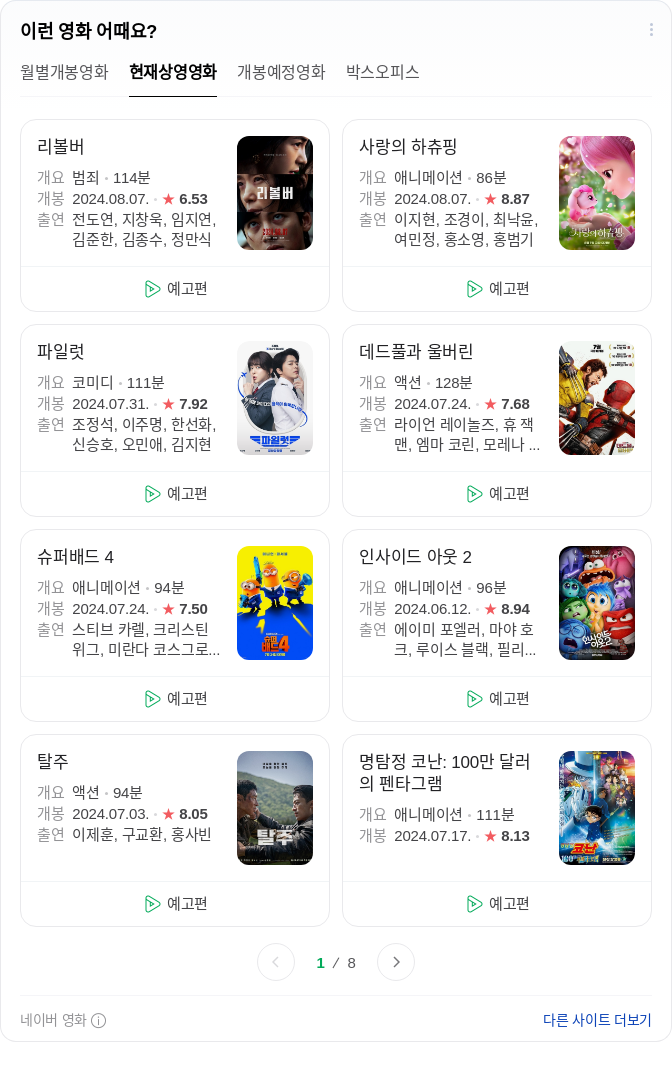 이런 영화 어때요?
월별개봉영화 현재상영영화 개봉예정영화 박스오피스
리볼버
개요 범죄 · 114분
개봉 2024.08.07. · ★ 6.53
출연 전도연, 지창욱, 임지연,
김준한, 김종수, 정만식
리볼버
예고편
사랑의 하츄핑
개요 애니메이션 · 86분
개봉 2024.08.07. · ★ 8.87
출연 이지현, 조경이, 최낙윤,
여민정, 홍소영, 홍범기
사랑의 하츄핑
예고편
파일럿
개요 코미디 · 111분
개봉 2024.07.31. · ★ 7.92
출연 조정석, 이주명, 한선화,
신승호, 오민애, 김지현
파일럿
예고편
데드풀과 울버린
개요 액션 · 128분
개봉 2024.07.24. · ★ 7.68
출연 라이언 레이놀즈, 휴 잭
맨, 엠마 코린, 모레나 ...
예고편
슈퍼배드 4
개요 애니메이션 · 94분
개봉 2024.07.24. · ★ 7.50
출연 스티브 카렐, 크리스틴
위그, 미란다 코스그로...
슈퍼
배드4
예고편
인사이드 아웃 2
개요 애니메이션 · 96분
개봉 2024.06.12. · ★ 8.94
출연 에이미 포엘러, 마야 호
크, 루이스 블랙, 필리...
인사이드
아웃2
예고편
탈주
개요 액션 · 94분
개봉 2024.07.03. · ★ 8.05
출연 이제훈, 구교환, 홍사빈
탈주
예고편
명탐정 코난: 100만 달러
의 펜타그램
개요 애니메이션 · 111분
개봉 2024.07.17. · ★ 8.13
코난
예고편
1 / 8
네이버 영화
다른 사이트 더보기